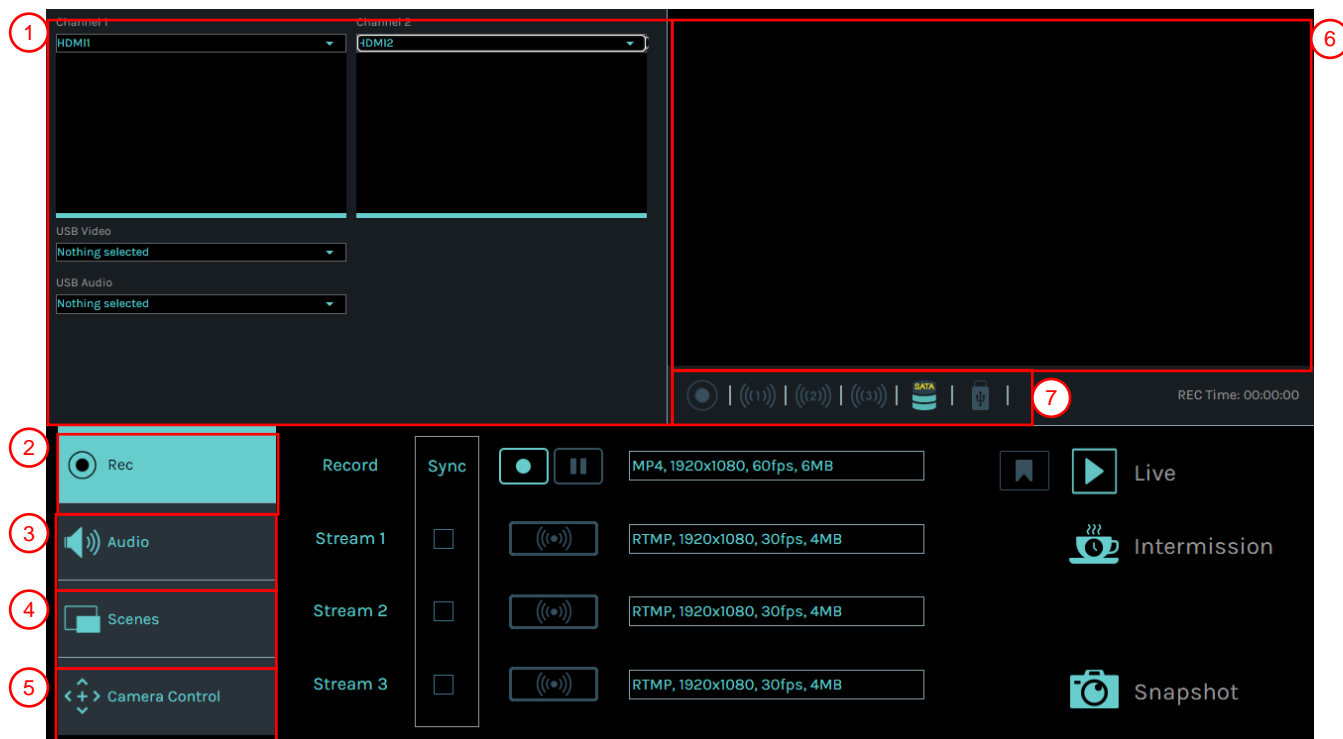 1
Channel 1
Channel 2
6
HDMI1
HDMI2
USB Video
Nothing selected
USB Audio
Nothing selected
(((1)))
(((2)))
(((3)))
SATA
7
REC Time: 00:00:00
2
Rec
Record
Sync
MP4, 1920x1080, 60fps, 6MB
Live
3
Audio
Stream 1
RTMP, 1920x1080, 30fps, 4MB
Intermission
4
Scenes
Stream 2
RTMP, 1920x1080, 30fps, 4MB
5
Camera Control
Stream 3
RTMP, 1920x1080, 30fps, 4MB
Snapshot